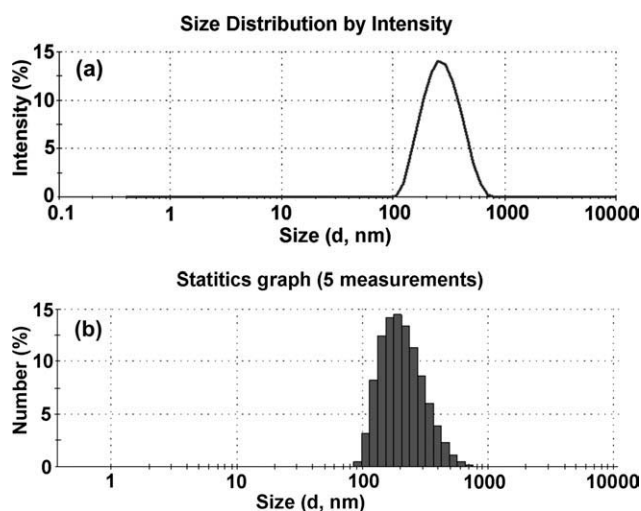 Size Distribution by Intensity
(a)
Intensity (%)
15
10
5
0
0.1 1 10 100 1000 10000
Size (d, nm)
Statitics graph (5 measurements)
(b)
Number (%)
15
10
5
0
1 10 100 1000 10000
Size (d, nm)